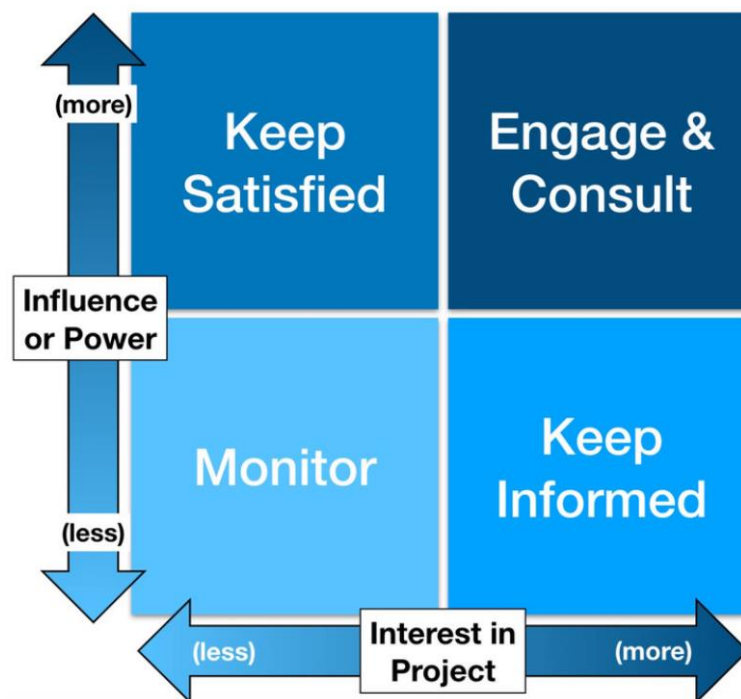 (more)
Keep
Satisfied
Engage &
Consult
Influence
or Power
Monitor
Keep
Informed
(less)
(less)
Interest in
Project
(more)